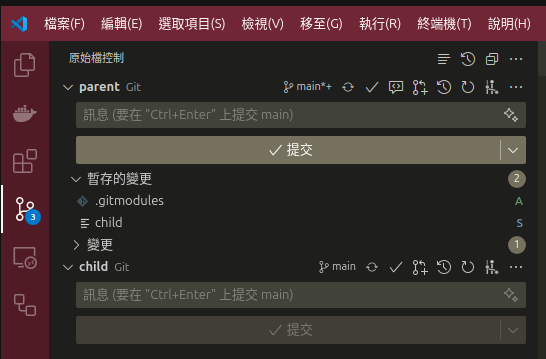 檔案(F) 編輯(E) 選取項目(S) 檢視(V) 移至(G) 執行(R) 終端機(T) 說明(H)
原始檔控制
parent Git main*+
訊息 (要在 "Ctrl+Enter" 上提交 main)
提交
暫存的變更 2
.gitmodules A
child S
變更 1
child Git main
訊息 (要在 "Ctrl+Enter" 上提交 main)
提交
3